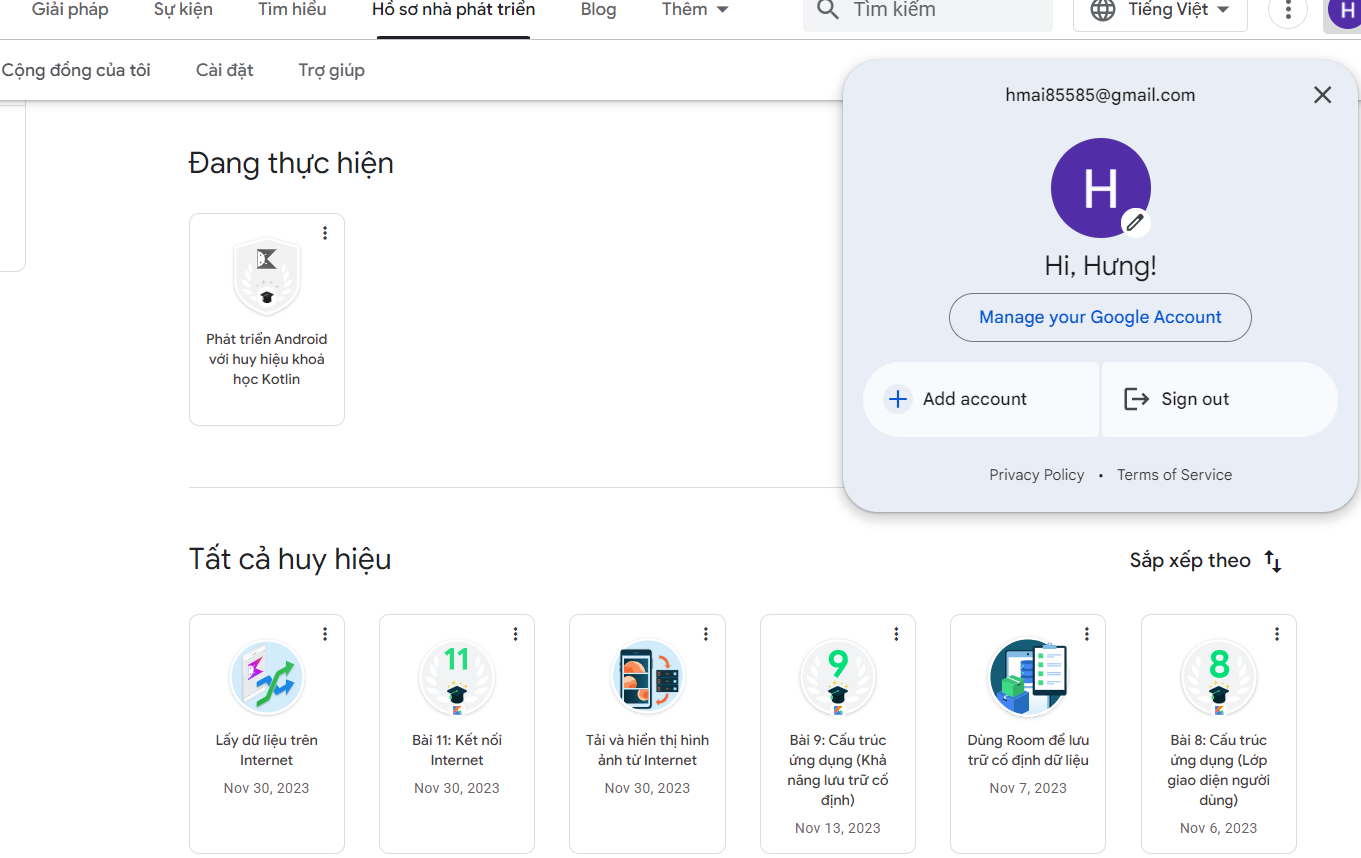 Giải pháp Sự kiện Tìm hiểu Hồ sơ nhà phát triển Blog Thêm Tìm kiếm Tiếng Việt H
Cộng đồng của tôi Cài đặt Trợ giúp
hmai85585@gmail.com
H
Hi, Hưng!
Manage your Google Account
Add account Sign out
Privacy Policy • Terms of Service
Đang thực hiện
Phát triển Android
với huy hiệu khoá
học Kotlin
Tất cả huy hiệu
Sắp xếp theo
Lấy dữ liệu trên
Internet
Nov 30, 2023
11
Bài 11: Kết nối
Internet
Nov 30, 2023
Tải và hiển thị hình
ảnh từ Internet
Nov 30, 2023
9
Bài 9: Cấu trúc
ứng dụng (Khả
năng lưu trữ cố
định)
Nov 13, 2023
Dùng Room để lưu
trữ cố định dữ liệu
Nov 7, 2023
8
Bài 8: Cấu trúc
ứng dụng (Lớp
giao diện người
dùng)
Nov 6, 2023